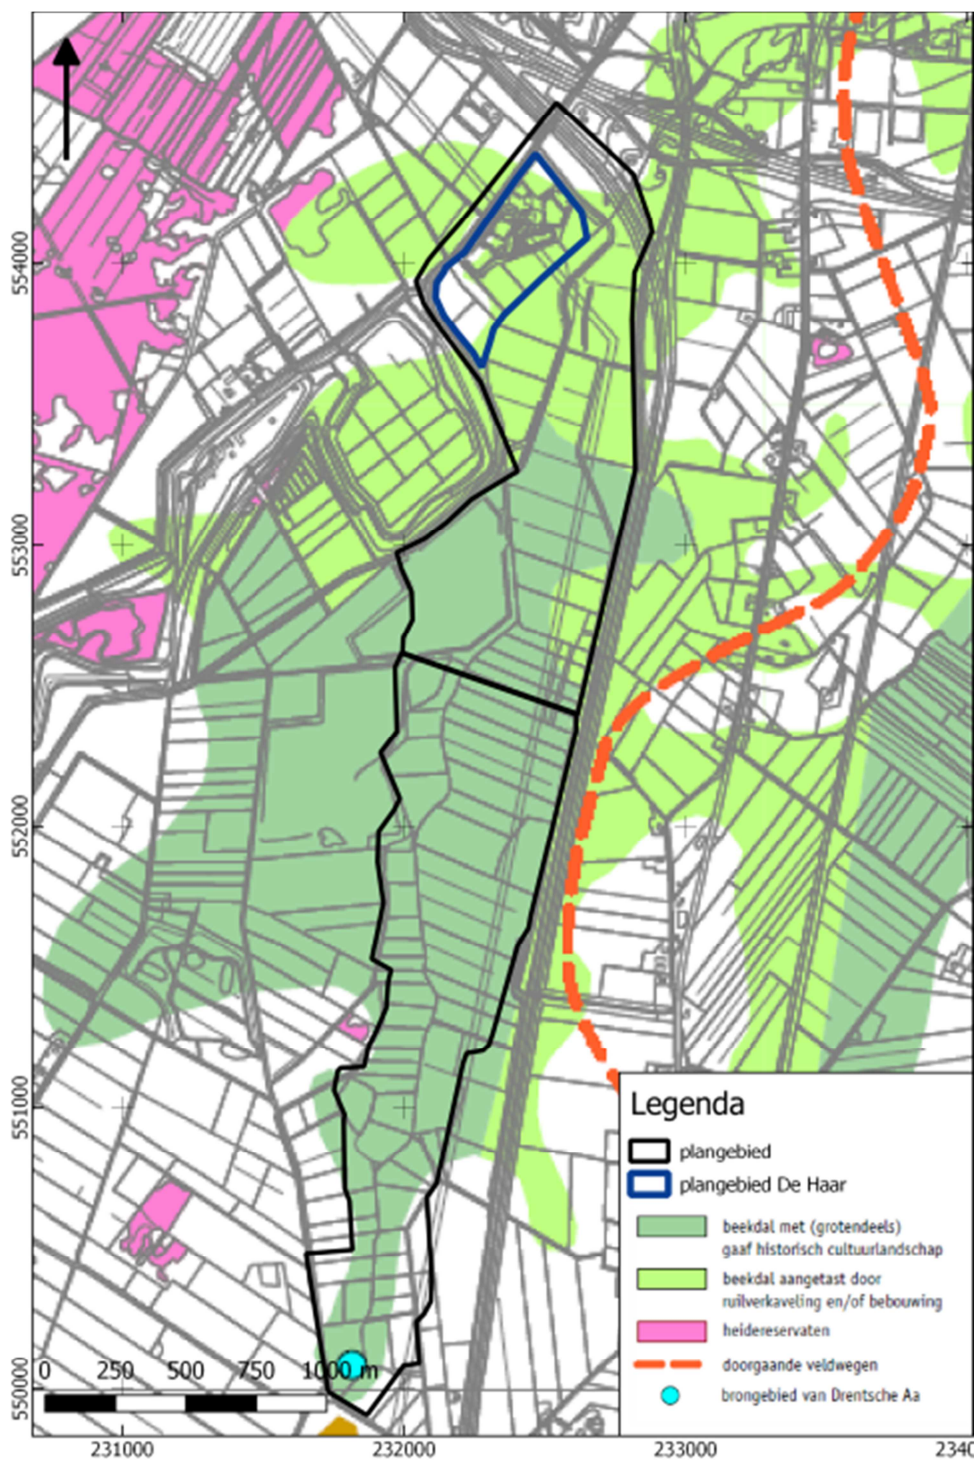 554000
553000
552000
551000
550000
0 250 500 750 1000 m
231000 232000 233000 2340
Legenda
plangebied
plangebied De Haar
beekdal met (grotendeels)
gaaf historisch cultuurlandschap
beekdal aangetast door
ruilverkaveling en/of bebouwing
heidereservaten
doorgaande veldwegen
brongebied van Drentsche Aa